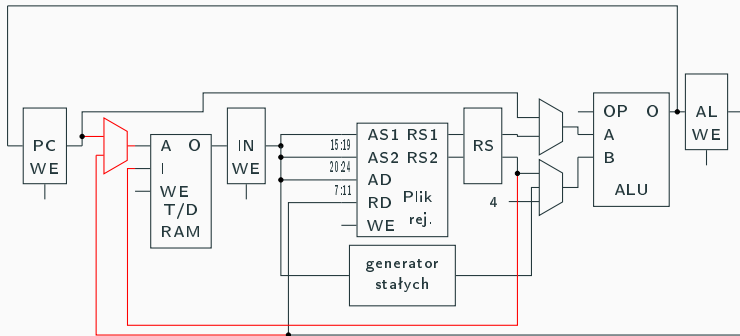 PC
WE
A O
I
WE
T/D
RAM
IN
WE
15:19
20:24
7:11
AS1 RS1
AS2 RS2
AD
RD
WE
Plik
rej.
RS
generator
stałych
4
OP O
A
B
ALU
AL
WE